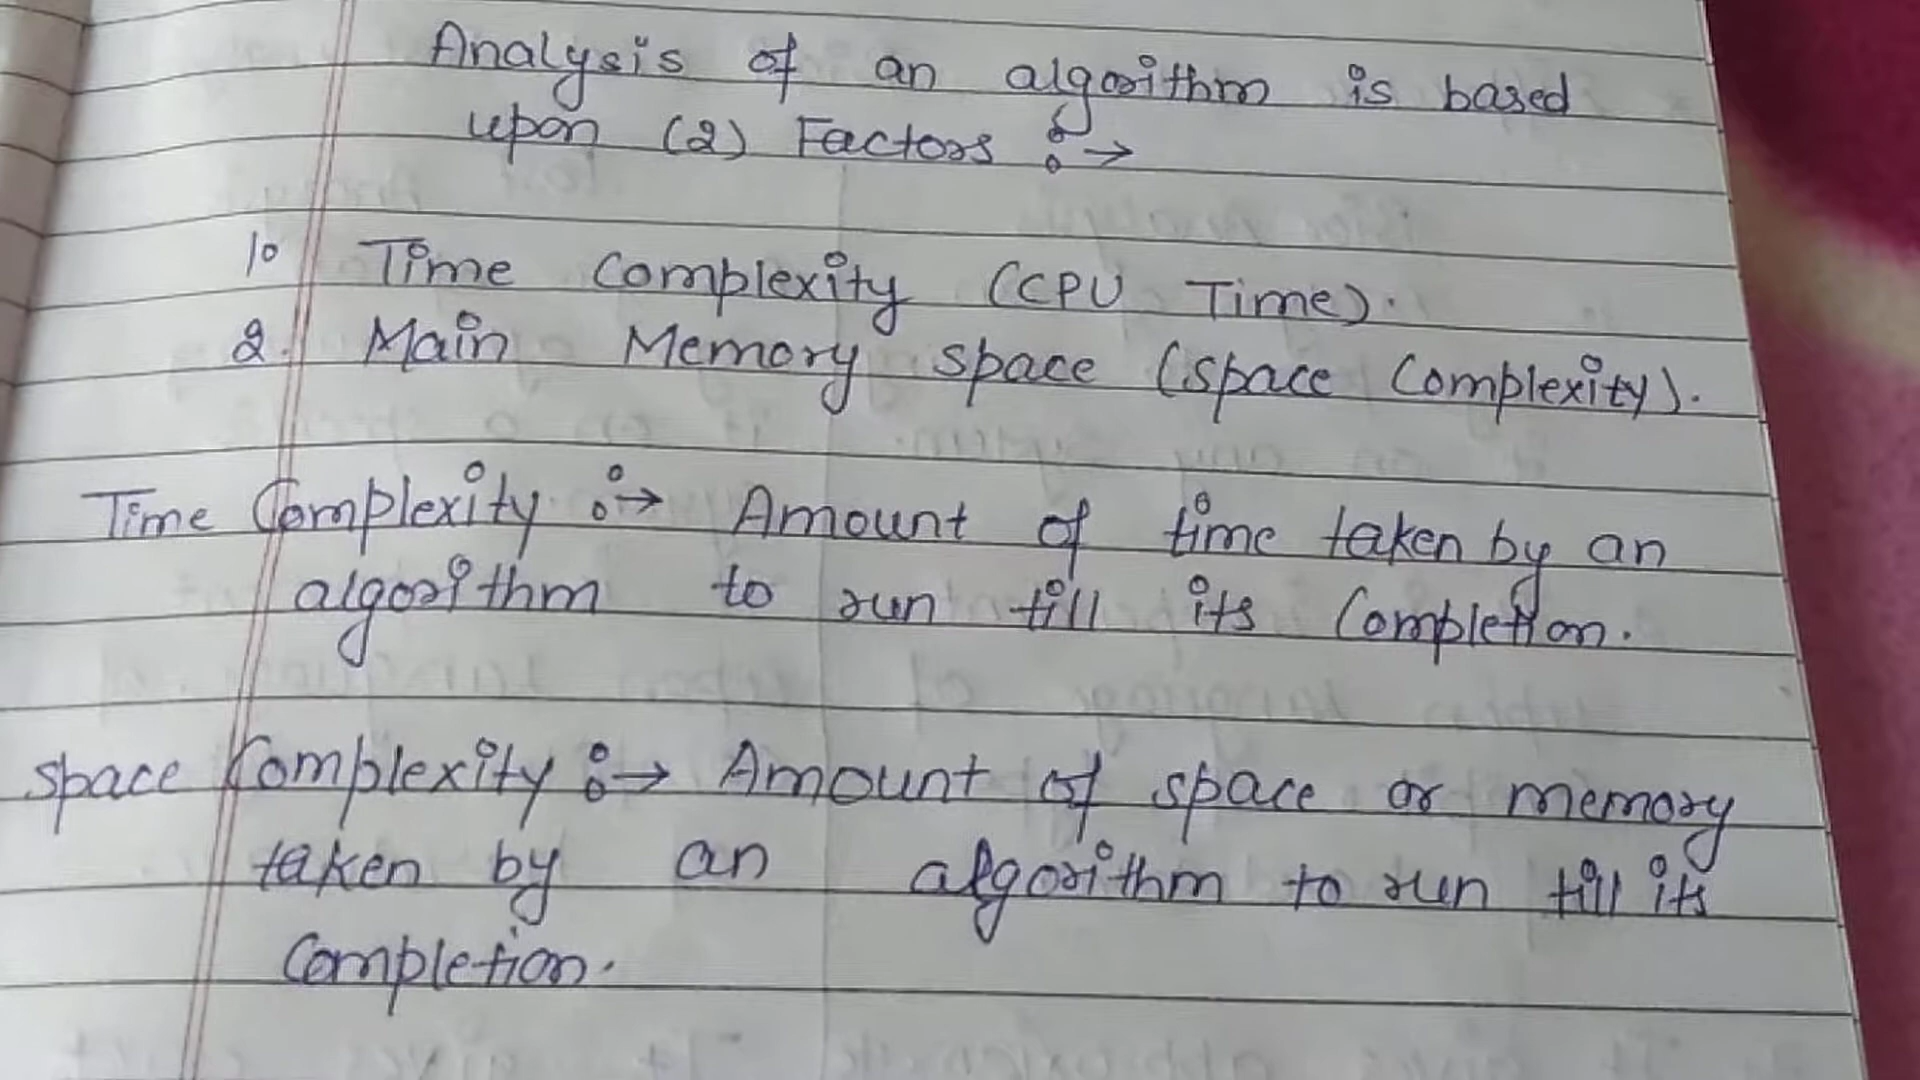 Analysis of an algorithm is based
upon (2) Factors :→
1. Time Complexity (CPU Time).
2. Main Memory space (space Complexity).
Time Complexity :→ Amount of time taken by an
algorithm to run till its Completion.
space Complexity :→ Amount of space or memory
taken by an algorithm to run till its
Completion.